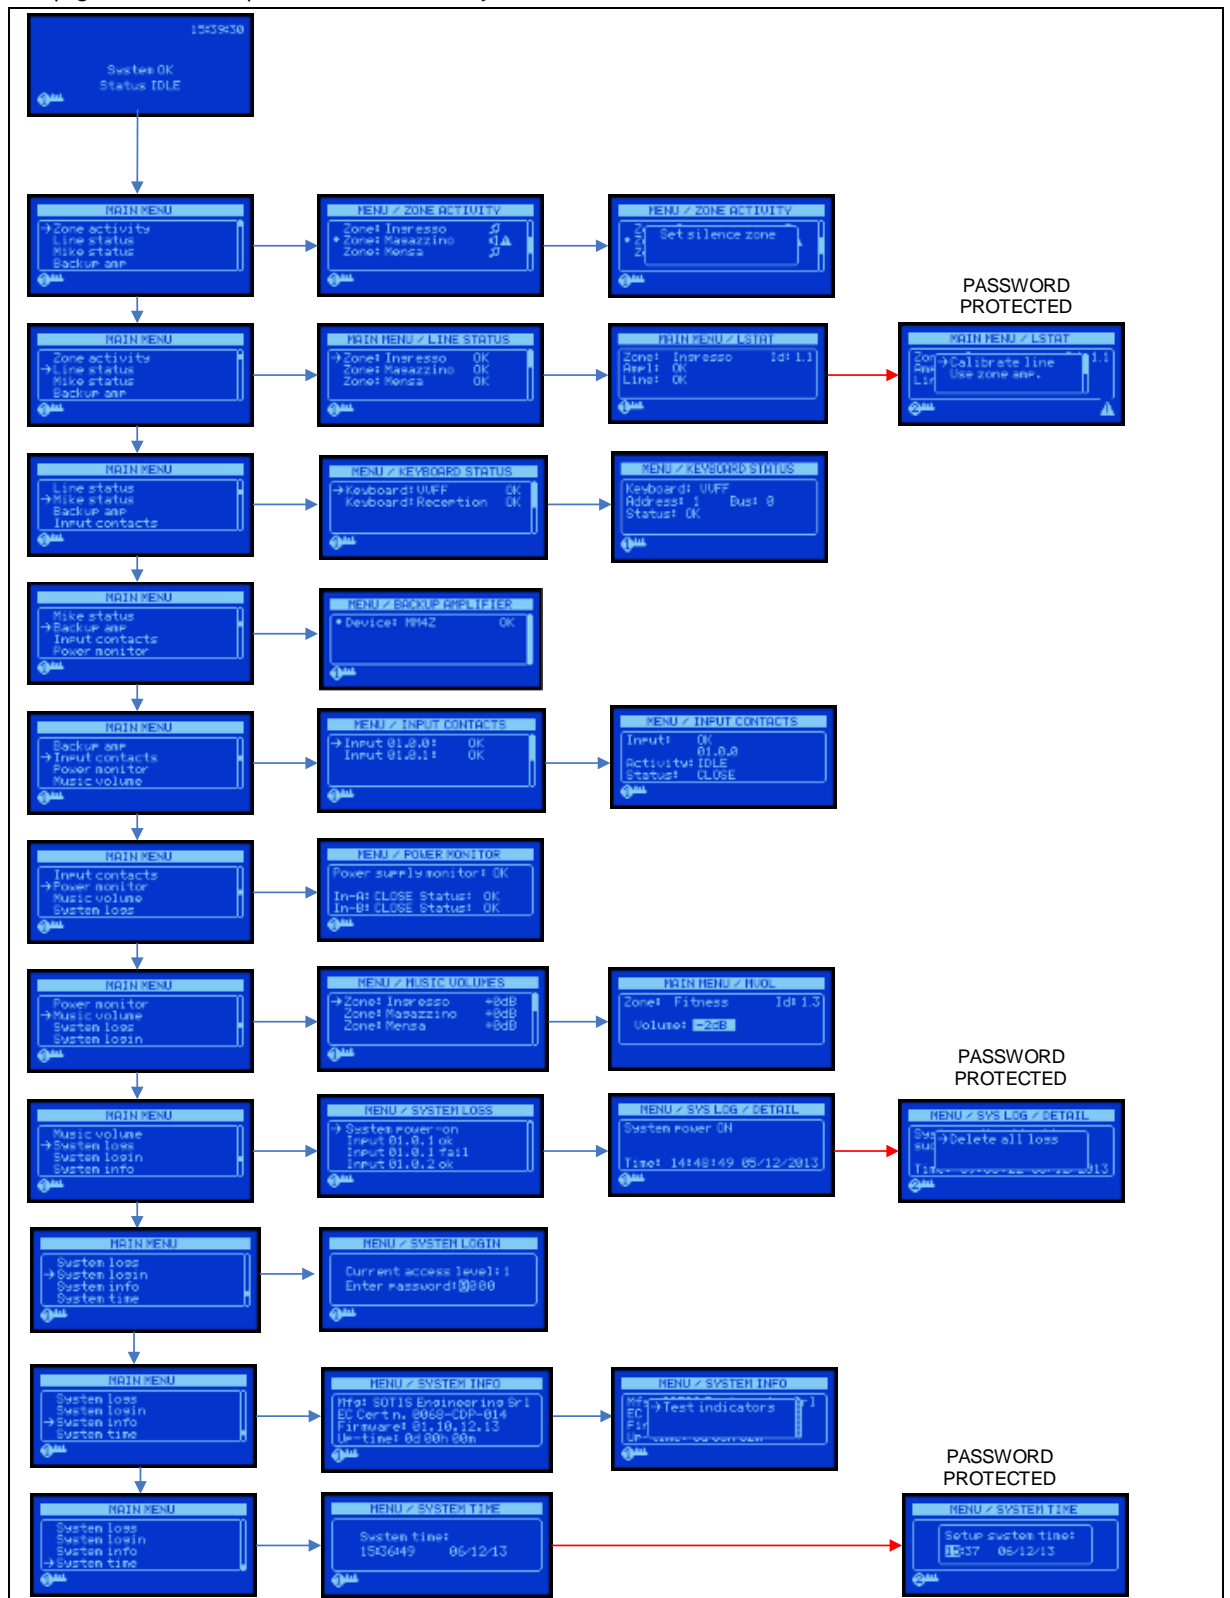 15:39:30
System OK
Status IDLE
MAIN MENU
→Zone activity
Line status
Mike status
Backup amp
MENU / ZONE ACTIVITY
Zone: Ingresso
Zone: Magazzino
Zone: Mensa
MENU / ZONE ACTIVITY
Set silence zone
PASSWORD
PROTECTED
MAIN MENU
Zone activity
→Line status
Mike status
Backup amp
MAIN MENU / LINE STATUS
→Zone: Ingresso OK
Zone: Magazzino OK
Zone: Mensa OK
MAIN MENU / LSTAT
Zone: Ingresso Id: 1.1
Ampl: OK
Line: OK
MAIN MENU / LSTAT
→Calibrate line
Use zone amp.
MAIN MENU
Line status
→Mike status
Backup amp
Input contacts
MENU / KEYBOARD STATUS
→Keyboard: VVFF OK
Keyboard: Reception OK
MENU / KEYBOARD STATUS
Keyboard: VVFF
Address: 1 Bus: 0
Status: OK
MAIN MENU
Mike status
→Backup amp
Input contacts
Power monitor
MENU / BACKUP AMPLIFIER
Device: MM4Z OK
MAIN MENU
Backup amp
→Input contacts
Power monitor
Music volume
MENU / INPUT CONTACTS
→Input 01.0.0: OK
Input 01.0.1: OK
MENU / INPUT CONTACTS
Input: OK
01.0.0
Activity: IDLE
Status: CLOSE
MAIN MENU
Input contacts
→Power monitor
Music volume
System logs
MENU / POWER MONITOR
Power supply monitor: OK
In-A: CLOSE Status: OK
In-B: CLOSE Status: OK
MAIN MENU
Power monitor
→Music volume
System logs
System login
MENU / MUSIC VOLUMES
→Zone: Ingresso +0dB
Zone: Magazzino +0dB
Zone: Mensa +0dB
MAIN MENU / MVOL
Zone: Fitness Id: 1.3
Volume: -2dB
PASSWORD
PROTECTED
MAIN MENU
Music volume
→System logs
System login
System info
MENU / SYSTEM LOGS
→System power-on
Input 01.0.1 ok
Input 01.0.1 fail
Input 01.0.2 ok
MENU / SYS LOG / DETAIL
System power ON
Time: 14:48:49 05/12/2013
MENU / SYS LOG / DETAIL
→Delete all logs
MAIN MENU
System logs
→System login
System info
System time
MENU / SYSTEM LOGIN
Current access level: 1
Enter password: 0000
MAIN MENU
System logs
System login
→System info
System time
MENU / SYSTEM INFO
Mfg: SOTIS Engineering Srl
EC Cert n. 0068-CDP-014
Firmware: 01.10.12.13
Up-time: 0d 00h 00m
MENU / SYSTEM INFO
→Test indicators
PASSWORD
PROTECTED
MAIN MENU
System logs
System login
System info
→System time
MENU / SYSTEM TIME
System time:
15:36:49 06/12/13
MENU / SYSTEM TIME
Setup system time:
15:37 06/12/13